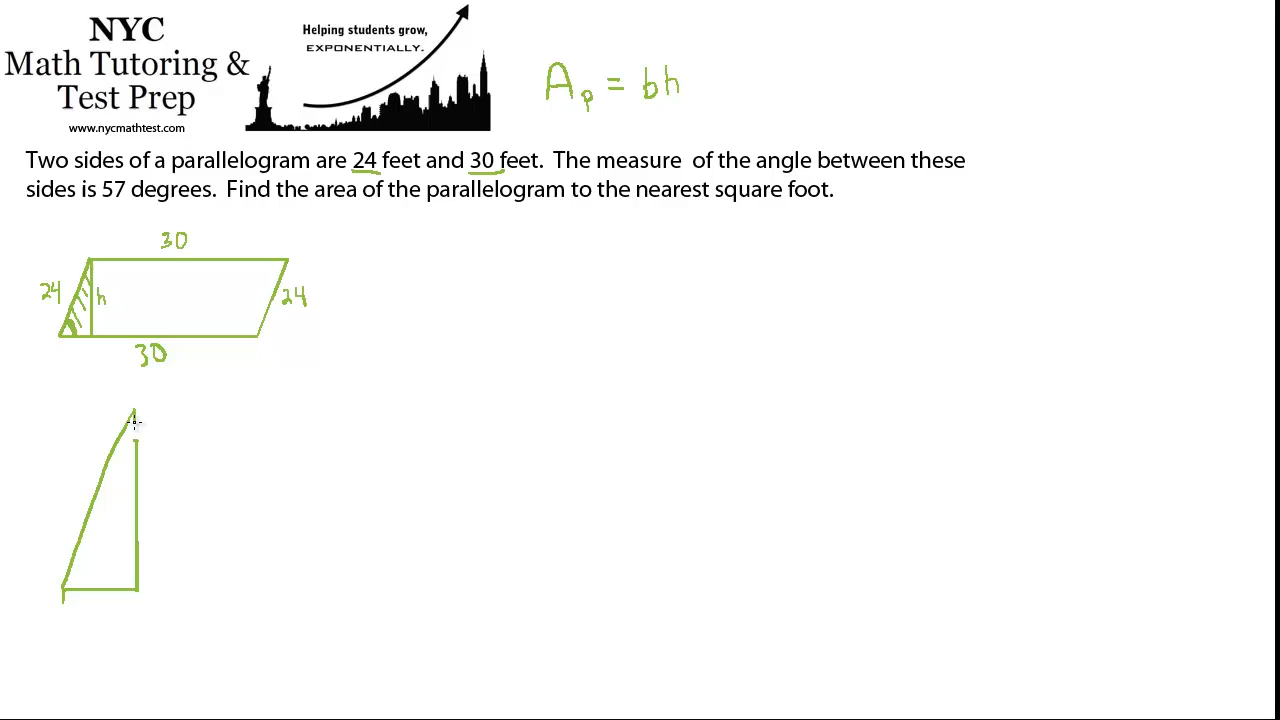 NYC
Math Tutoring &
Test Prep
www.nycmathtest.com
Helping students grow,
EXPONENTIALLY.
Ap = bh
Two sides of a parallelogram are 24 feet and 30 feet. The measure of the angle between these
sides is 57 degrees. Find the area of the parallelogram to the nearest square foot.
30
24
h
24
30